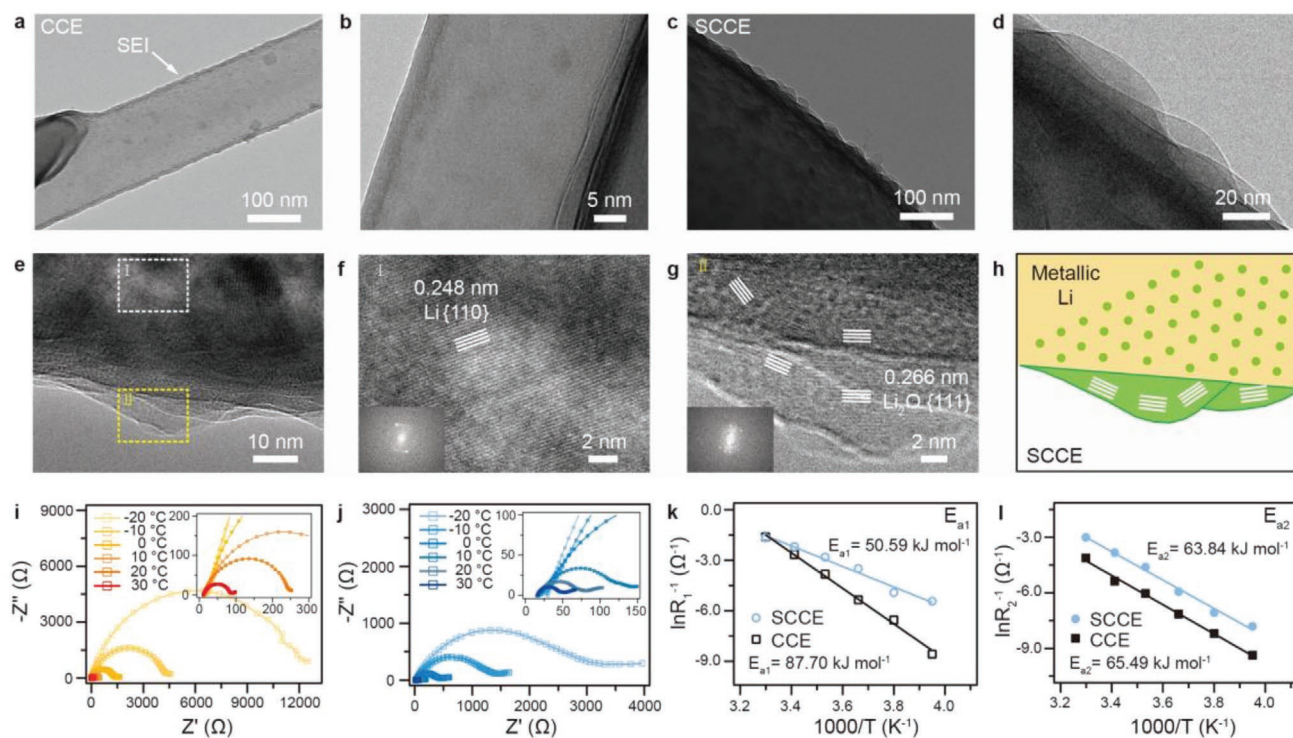 a
CCE
SEI
100 nm
b
5 nm
c
SCCE
100 nm
d
20 nm
e
I
II
10 nm
f
I
0.248 nm
Li {110}
2 nm
g
II
0.266 nm
Li₂O {111}
2 nm
h
Metallic
Li
SCCE
i
-20 °C
-10 °C
0 °C
10 °C
20 °C
30 °C
200
100
0
0 100 200 300
9000
6000
3000
0
-Z'' (Ω)
0 3000 6000 9000 12000
Z' (Ω)
j
-20 °C
-10 °C
0 °C
10 °C
20 °C
30 °C
100
50
0
0 50 100 150
3000
2000
1000
0
-Z'' (Ω)
0 1000 2000 3000 4000
Z' (Ω)
k
Eₐ₁
Eₐ₁= 50.59 kJ mol⁻¹
SCCE
CCE
Eₐ₁= 87.70 kJ mol⁻¹
0.0
-3.0
-6.0
-9.0
lnR₁⁻¹ (Ω⁻¹)
3.2 3.4 3.6 3.8 4.0
1000/T (K⁻¹)
l
Eₐ₂
Eₐ₂= 63.84 kJ mol⁻¹
SCCE
CCE
Eₐ₂= 65.49 kJ mol⁻¹
0.0
-3.0
-6.0
-9.0
lnR₂⁻¹ (Ω⁻¹)
3.2 3.4 3.6 3.8 4.0
1000/T (K⁻¹)